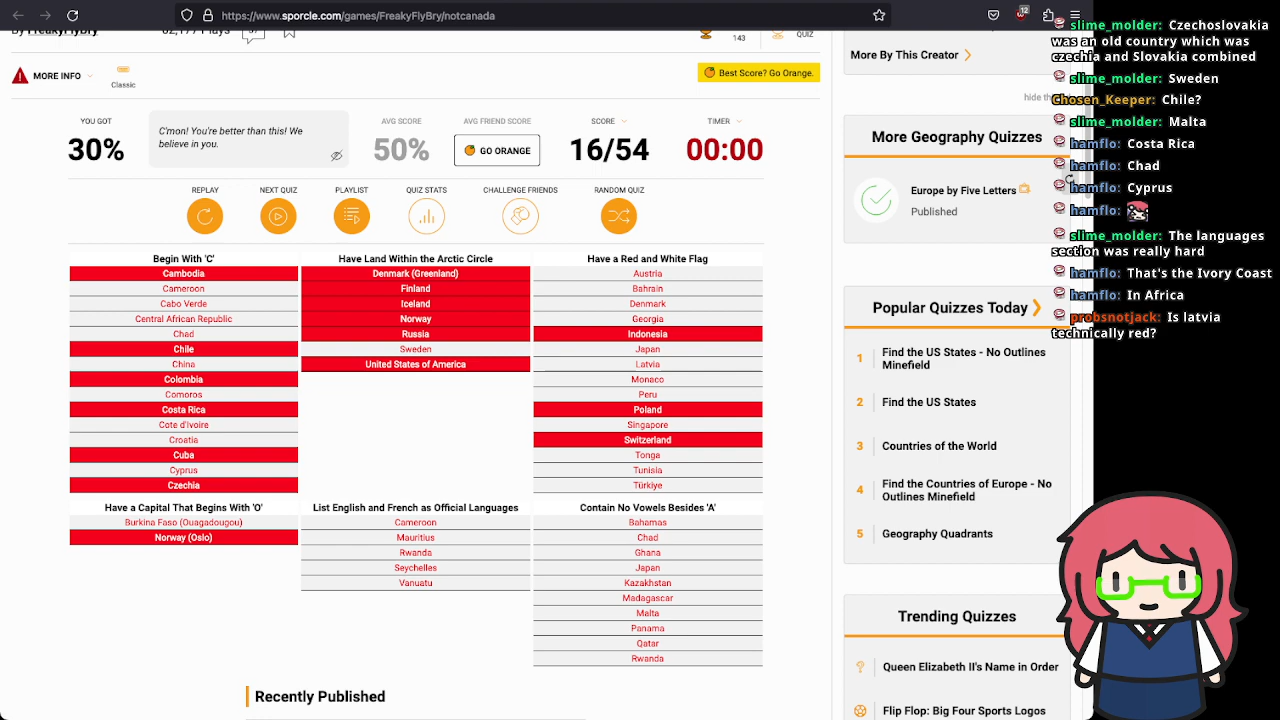 https://www.sporcle.com/games/FreakyFlyBry/notcanada
12
By FreakyFlyBry
143
QUIZ
MORE INFO
Classic
Best Score? Go Orange.
YOU GOT
30%
C'mon! You're better than this! We
believe in you.
AVG SCORE
50%
AVG FRIEND SCORE
GO ORANGE
SCORE
16/54
TIMER
00:00
REPLAY
NEXT QUIZ
PLAYLIST
QUIZ STATS
CHALLENGE FRIENDS
RANDOM QUIZ
Begin With 'C'
Cambodia
Cameroon
Cabo Verde
Central African Republic
Chad
Chile
China
Colombia
Comoros
Costa Rica
Cote d'Ivoire
Croatia
Cuba
Cyprus
Czechia
Have Land Within the Arctic Circle
Denmark (Greenland)
Finland
Iceland
Norway
Russia
Sweden
United States of America
Have a Red and White Flag
Austria
Bahrain
Denmark
Georgia
Indonesia
Japan
Latvia
Monaco
Peru
Poland
Singapore
Switzerland
Tonga
Tunisia
Türkiye
Have a Capital That Begins With 'O'
Burkina Faso (Ouagadougou)
Norway (Oslo)
List English and French as Official Languages
Cameroon
Mauritius
Rwanda
Seychelles
Vanuatu
Contain No Vowels Besides 'A'
Bahamas
Chad
Ghana
Japan
Kazakhstan
Madagascar
Malta
Panama
Qatar
Rwanda
Recently Published
More By This Creator
More Geography Quizzes
Europe by Five Letters
Published
Popular Quizzes Today
1 Find the US States - No Outlines
Minefield
2 Find the US States
3 Countries of the World
4 Find the Countries of Europe - No
Outlines Minefield
5 Geography Quadrants
Trending Quizzes
Queen Elizabeth II's Name in Order
Flip Flop: Big Four Sports Logos
slime_molder: Czechoslovakia
was an old country which was
czechia and Slovakia combined
slime_molder: Sweden
Chosen_Keeper: Chile?
slime_molder: Malta
hamflo: Costa Rica
hamflo: Chad
hamflo: Cyprus
hamflo:
slime_molder: The languages
section was really hard
hamflo: That's the Ivory Coast
hamflo: In Africa
probsnotjack: Is latvia
technically red?